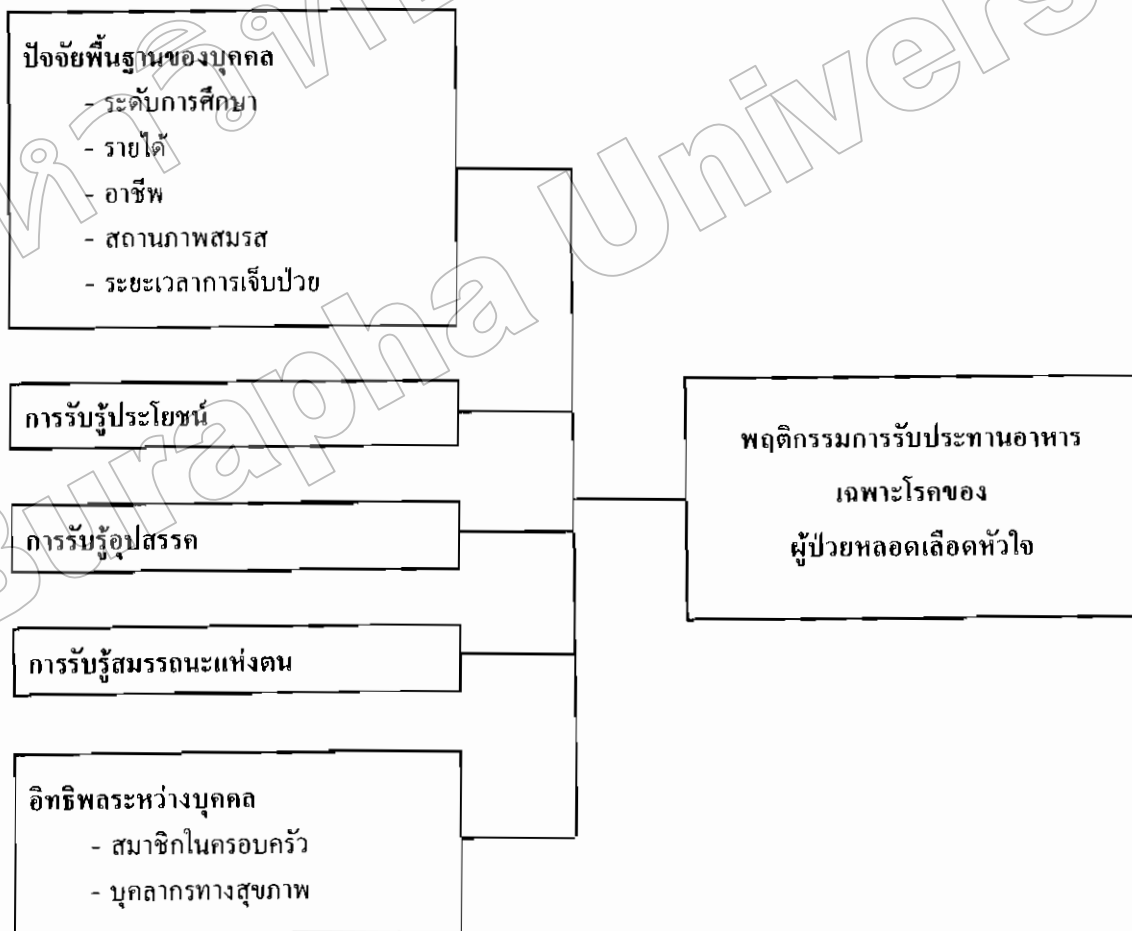 ปัจจัยพื้นฐานของบุคคล
- ระดับการศึกษา
- รายได้
- อาชีพ
- สถานภาพสมรส
- ระยะเวลาการเจ็บป่วย
การรับรู้ประโยชน์
การรับรู้อุปสรรค
การรับรู้สมรรถนะแห่งตน
อิทธิพลระหว่างบุคคล
- สมาชิกในครอบครัว
- บุคลากรทางสุขภาพ
พฤติกรรมการรับประทานอาหาร
เฉพาะโรคของ
ผู้ป่วยหลอดเลือดหัวใจ
Burapha Univers